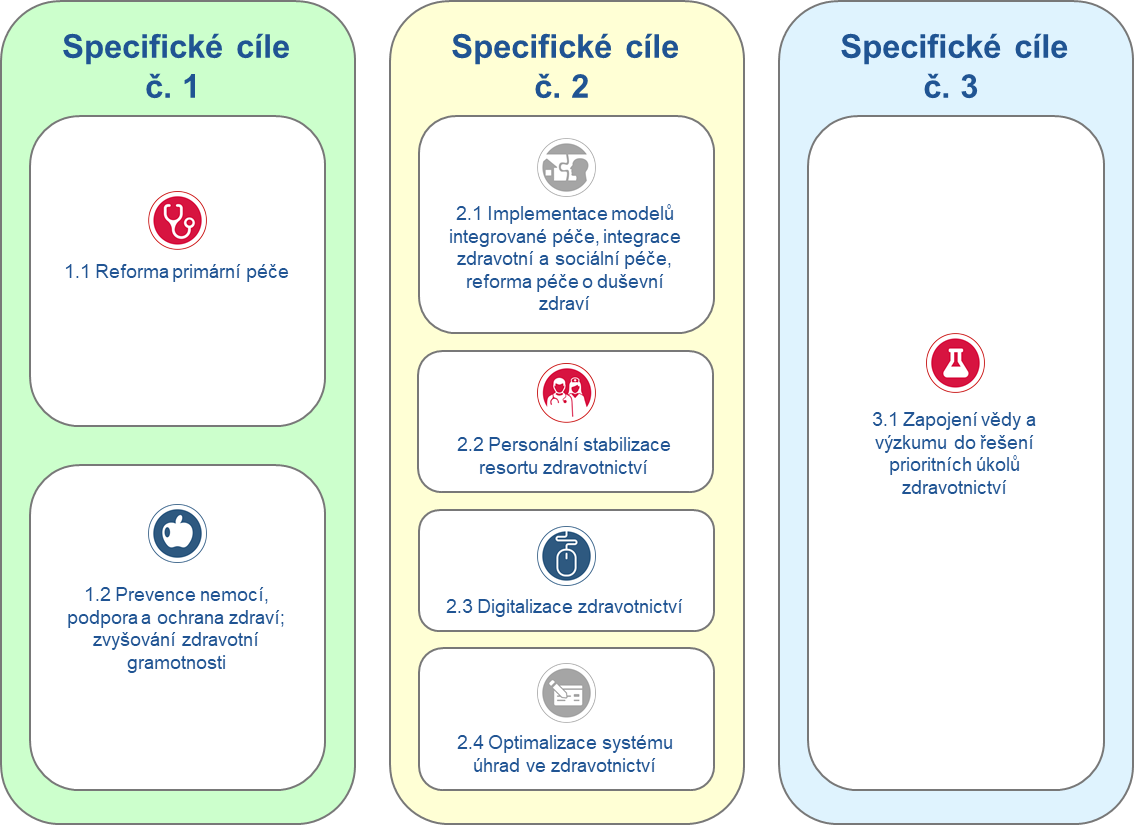 Specifické cíle
č. 1
1.1 Reforma primární péče
1.2 Prevence nemocí,
podpora a ochrana zdraví;
zvyšování zdravotní
gramotnosti
Specifické cíle
č. 2
2.1 Implementace modelů
integrované péče, integrace
zdravotní a sociální péče,
reforma péče o duševní
zdraví
2.2 Personální stabilizace
resortu zdravotnictví
2.3 Digitalizace zdravotnictví
2.4 Optimalizace systému
úhrad ve zdravotnictví
Specifické cíle
č. 3
3.1 Zapojení vědy a
výzkumu do řešení
prioritních úkolů
zdravotnictví